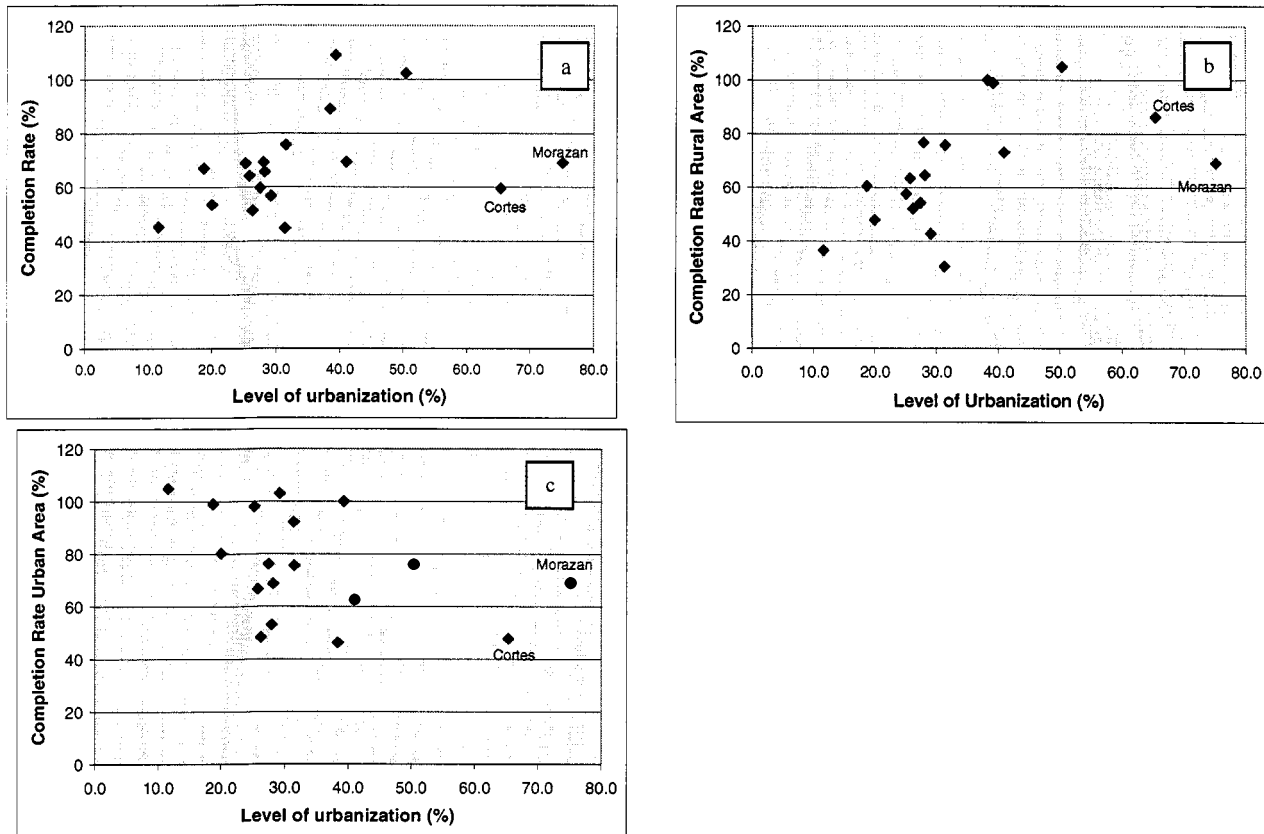 a
Completion Rate (%)
120
100
80
60
40
20
0
Morazan
Cortes
0.0 10.0 20.0 30.0 40.0 50.0 60.0 70.0 80.0
Level of urbanization (%)
b
Completion Rate Rural Area (%)
120
100
80
60
40
20
0
Cortes
Morazan
0.0 10.0 20.0 30.0 40.0 50.0 60.0 70.0 80.0
Level of Urbanization (%)
c
Completion Rate Urban Area (%)
120
100
80
60
40
20
0
Morazan
Cortes
0.0 10.0 20.0 30.0 40.0 50.0 60.0 70.0 80.0
Level of urbanization (%)